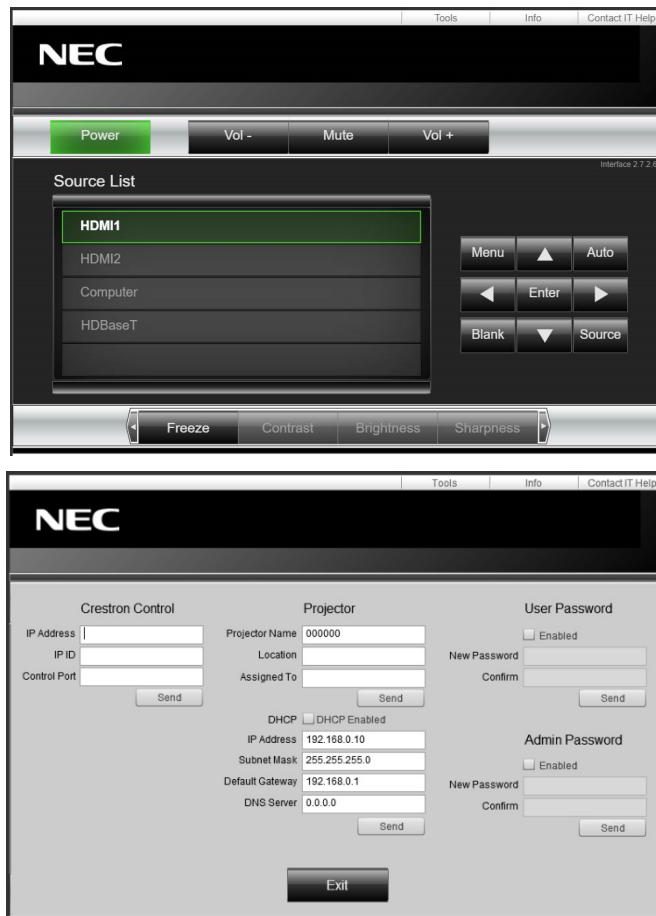 Tools Info Contact IT Help
NEC
Power Vol - Mute Vol +
Interface 2.7.2.6
Source List
HDMI1
HDMI2
Computer
HDBaseT
Menu Auto
Enter
Blank Source
Freeze Contrast Brightness Sharpness
Tools Info Contact IT Help
NEC
Crestron Control Projector User Password
IP Address Projector Name 000000 Enabled
IP ID Location New Password
Control Port Assigned To Confirm
Send Send Send
DHCP DHCP Enabled
IP Address 192.168.0.10 Admin Password
Subnet Mask 255.255.255.0 Enabled
Default Gateway 192.168.0.1 New Password
DNS Server 0.0.0.0 Confirm
Send Send
Exit